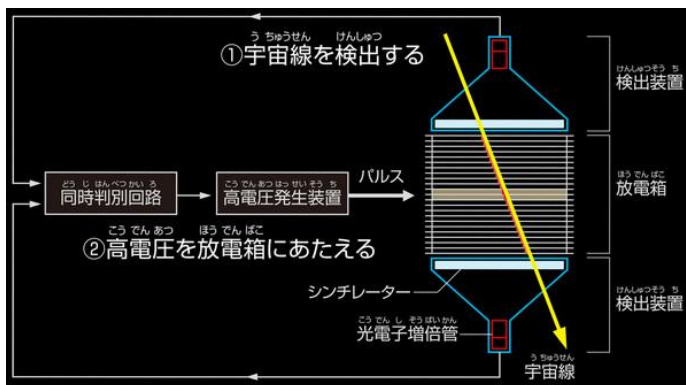 う ちゅうせん けんしゅつ
①宇宙線を検出する
けんしゅつそう ち
検出装置
どう じ はんべつかい ろ
同時判別回路
こう でんあつ はっ せい そう ち
高電圧発生装置
パルス
ほう でん ばこ
放電箱
こう でん あつ ほう でん ばこ
②高電圧を放電箱にあたえる
シンチレーター
けんしゅつそう ち
検出装置
こう でん し ぞう ばい かん
光電子増倍管
う ちゅうせん
宇宙線